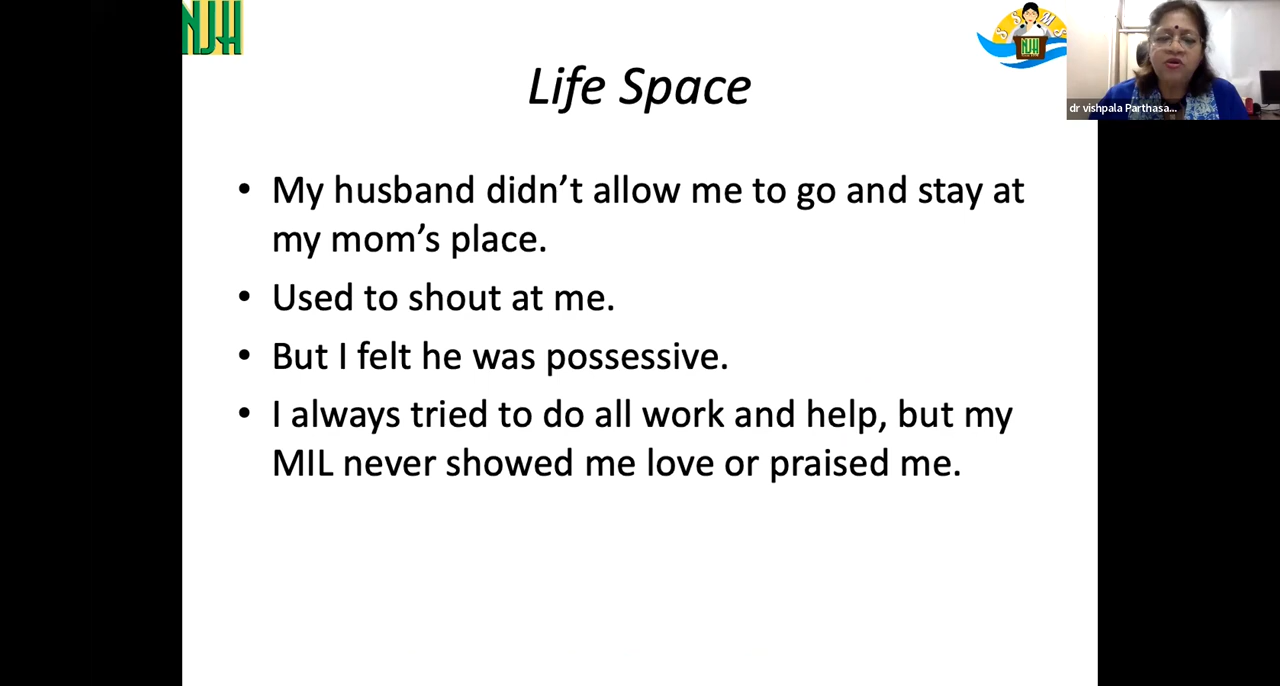 NJH
S S M S
NJH
dr vishpala Parthasa...
Life Space
• My husband didn’t allow me to go and stay at
my mom’s place.
• Used to shout at me.
• But I felt he was possessive.
• I always tried to do all work and help, but my
MIL never showed me love or praised me.